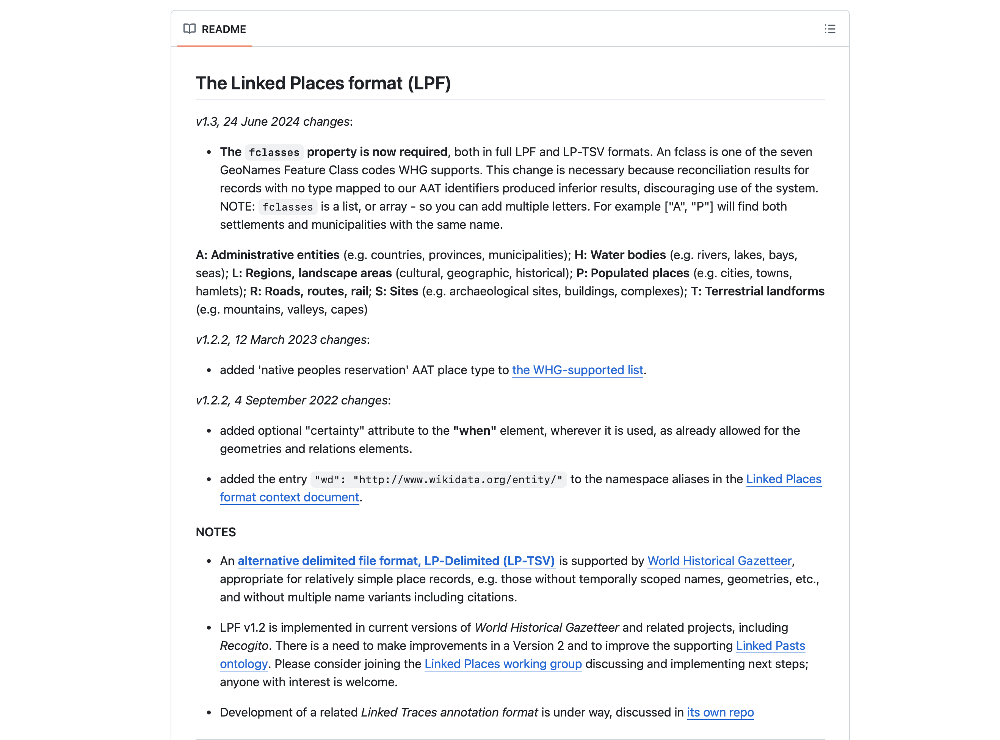 README
The Linked Places format (LPF)
v1.3, 24 June 2024 changes:
• The fclasses property is now required, both in full LPF and LP-TSV formats. An fclass is one of the seven
GeoNames Feature Class codes WHG supports. This change is necessary because reconciliation results for
records with no type mapped to our AAT identifiers produced inferior results, discouraging use of the system.
NOTE: fclasses is a list, or array - so you can add multiple letters. For example ["A", "P"] will find both
settlements and municipalities with the same name.
A: Administrative entities (e.g. countries, provinces, municipalities); H: Water bodies (e.g. rivers, lakes, bays,
seas); L: Regions, landscape areas (cultural, geographic, historical); P: Populated places (e.g. cities, towns,
hamlets); R: Roads, routes, rail; S: Sites (e.g. archaeological sites, buildings, complexes); T: Terrestrial landforms
(e.g. mountains, valleys, capes)
v1.2.2, 12 March 2023 changes:
• added 'native peoples reservation' AAT place type to the WHG-supported list.
v1.2.2, 4 September 2022 changes:
• added optional "certainty" attribute to the "when" element, wherever it is used, as already allowed for the
geometries and relations elements.
• added the entry "wd": "http://www.wikidata.org/entity/" to the namespace aliases in the Linked Places
format context document.
NOTES
• An alternative delimited file format, LP-Delimited (LP-TSV) is supported by World Historical Gazetteer,
appropriate for relatively simple place records, e.g. those without temporally scoped names, geometries, etc.,
and without multiple name variants including citations.
• LPF v1.2 is implemented in current versions of World Historical Gazetteer and related projects, including
Recogito. There is a need to make improvements in a Version 2 and to improve the supporting Linked Pasts
ontology. Please consider joining the Linked Places working group discussing and implementing next steps;
anyone with interest is welcome.
• Development of a related Linked Traces annotation format is under way, discussed in its own repo